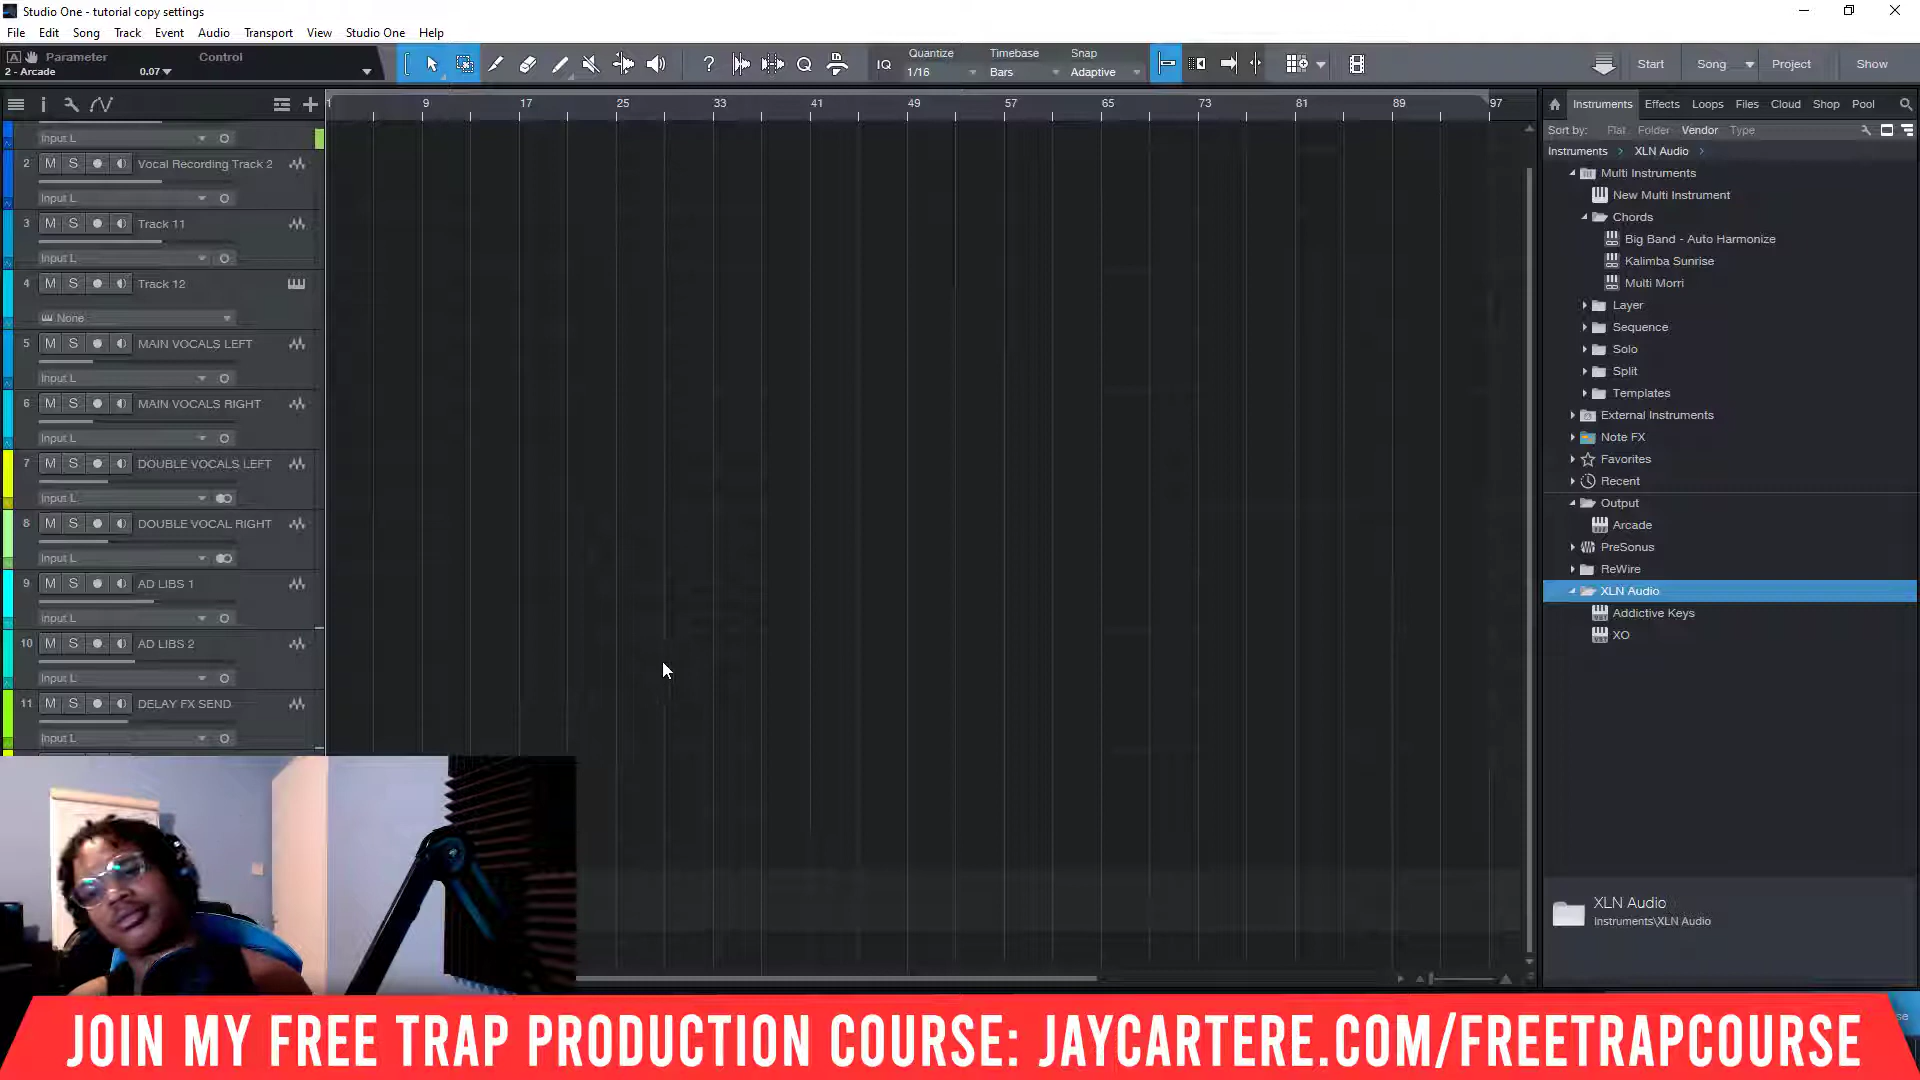 Studio One - tutorial copy settings
File Edit Song Track Event Audio Transport View Studio One Help
Parameter Control
2 - Arcade 0.07
IQ
Quantize Timebase Snap
1/16 Bars Adaptive
Start Song Project Show
1 9 17 25 33 41 49 57 65 73 81 89 97
Input L
2 M S Vocal Recording Track 2
Input L
3 M S Track 11
Input L
4 M S Track 12
None
5 M S MAIN VOCALS LEFT
Input L
6 M S MAIN VOCALS RIGHT
Input L
7 M S DOUBLE VOCALS LEFT
Input L
8 M S DOUBLE VOCAL RIGHT
Input L
9 M S AD LIBS 1
Input L
10 M S AD LIBS 2
Input L
11 M S DELAY FX SEND
Input L
Instruments Effects Loops Files Cloud Shop Pool
Sort by: Flat Folder Vendor Type
Instruments > XLN Audio >
Multi Instruments
New Multi Instrument
Chords
Big Band - Auto Harmonize
Kalimba Sunrise
Multi Morri
Layer
Sequence
Solo
Split
Templates
External Instruments
Note FX
Favorites
Recent
Output
Arcade
PreSonus
ReWire
XLN Audio
Addictive Keys
XO
XLN Audio
Instruments\XLN Audio
JOIN MY FREE TRAP PRODUCTION COURSE: JAYCARTERE.COM/FREETRAPCOURSE